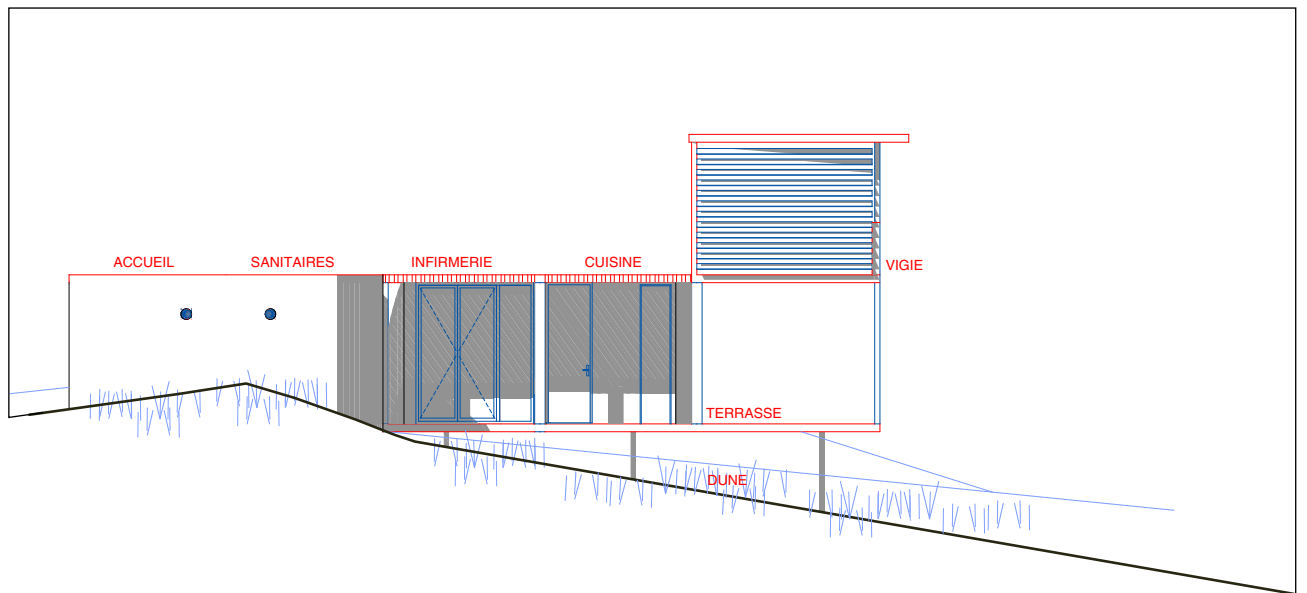 ACCUEIL
SANITAIRES
INFIRMERIE
CUISINE
VIGIE
TERRASSE
DUNE